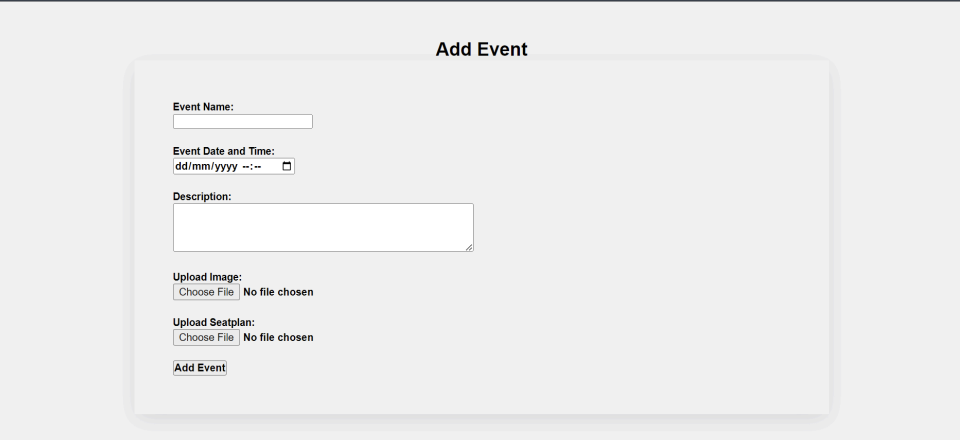 Add Event
Event Name:
Event Date and Time:
dd/mm/yyyy --:--
Description:
Upload Image:
Choose File No file chosen
Upload Seatplan:
Choose File No file chosen
Add Event